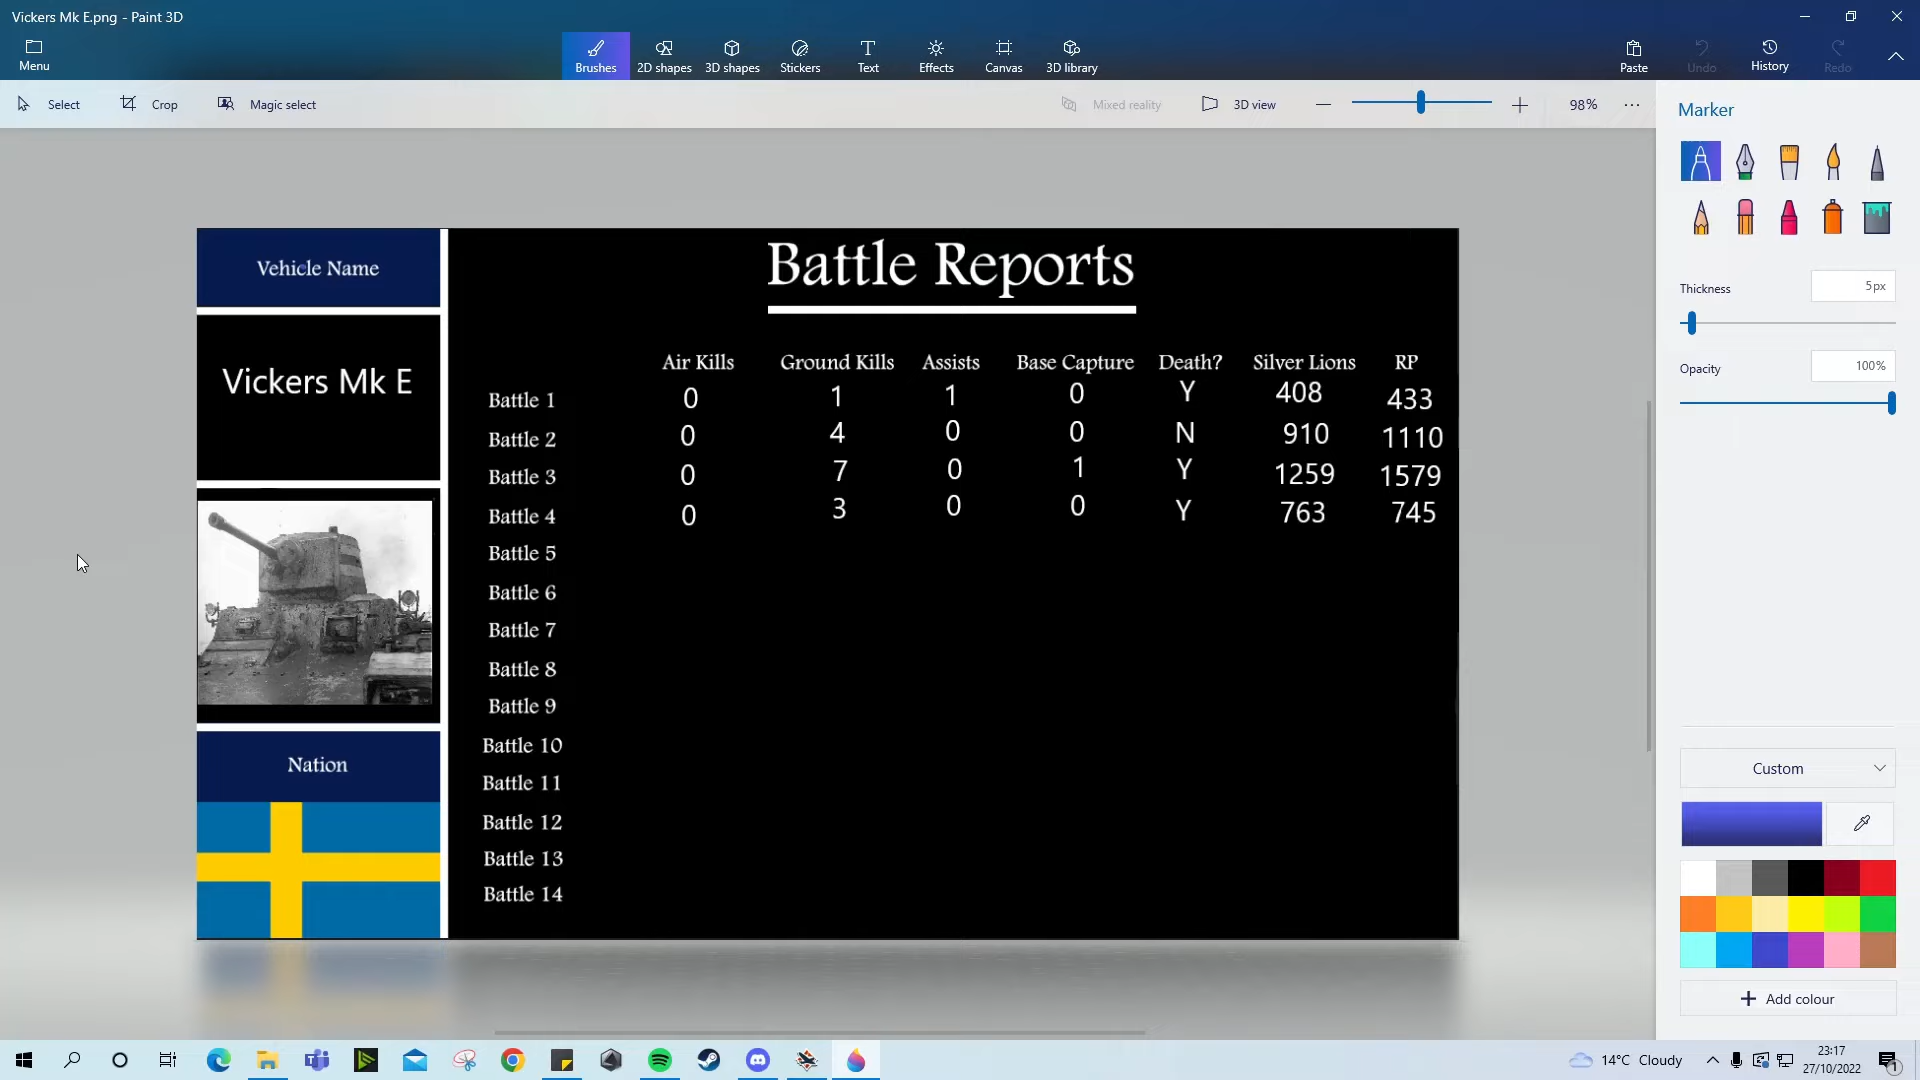 Vickers Mk E.png - Paint 3D
Menu
Brushes 2D shapes 3D shapes Stickers Text Effects Canvas 3D library
Paste Undo History Redo
Select Crop Magic select
Mixed reality 3D view 98%
Marker
Thickness 5px
Opacity 100%
Custom
Add colour
Vehicle Name
Vickers Mk E
Nation
Battle Reports
Air Kills Ground Kills Assists Base Capture Death? Silver Lions RP
Battle 1 0 1 1 0 Y 408 433
Battle 2 0 4 0 0 N 910 1110
Battle 3 0 7 0 1 Y 1259 1579
Battle 4 0 3 0 0 Y 763 745
Battle 5
Battle 6
Battle 7
Battle 8
Battle 9
Battle 10
Battle 11
Battle 12
Battle 13
Battle 14
14°C Cloudy
23:17
27/10/2022
1